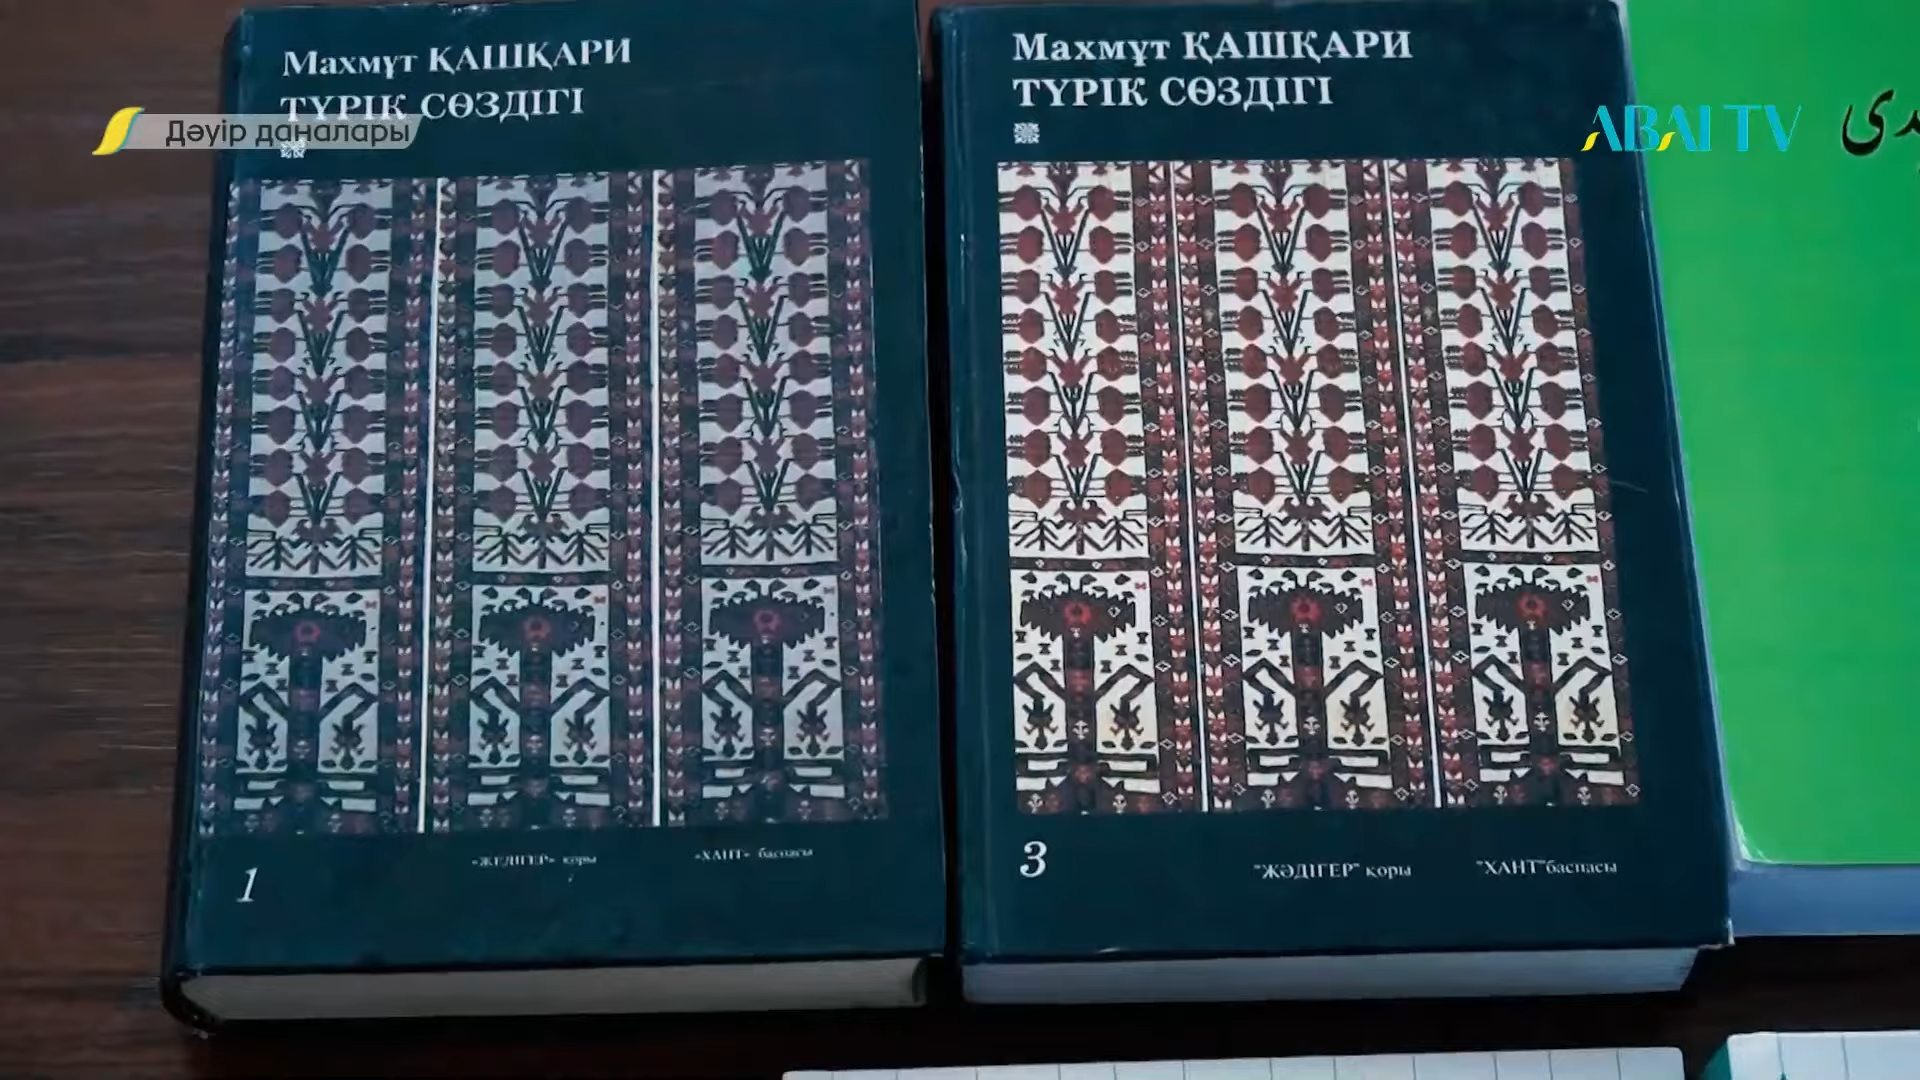 Махмұт ҚАШҚАРИ
ТҮРІК СӨЗДІГІ
1
«ЖЕДІГЕР» қоры
«ХАНТ» баспасы
Махмұт ҚАШҚАРИ
ТҮРІК СӨЗДІГІ
3
"ЖӘДІГЕР" қоры
"ХАНТ" баспасы
Дәуір даналары
ABAI TV